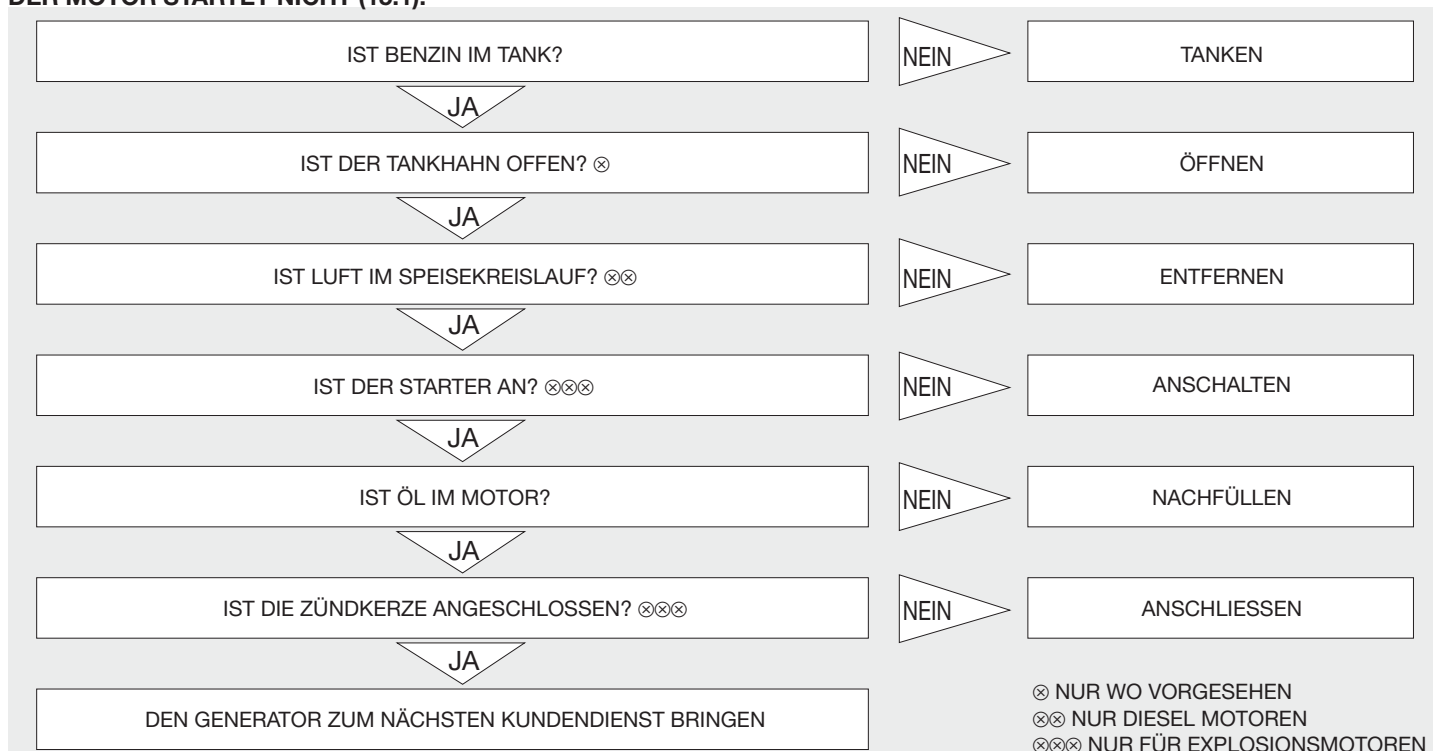 DER MOTOR STARTET NICHT
IST BENZIN IM TANK?
NEIN
TANKEN
JA
IST DER TANKHAHN OFFEN? ⊗
NEIN
ÖFFNEN
JA
IST LUFT IM SPEISEKREISLAUF? ⊗⊗
NEIN
ENTFERNEN
JA
IST DER STARTER AN? ⊗⊗⊗
NEIN
ANSCHALTEN
JA
IST ÖL IM MOTOR?
NEIN
NACHFÜLLEN
JA
IST DIE ZÜNDKERZE ANGESCHLOSSEN? ⊗⊗⊗
NEIN
ANSCHLIESSEN
JA
DEN GENERATOR ZUM NÄCHSTEN KUNDENDIENST BRINGEN
⊗ NUR WO VORGESEHEN
⊗⊗ NUR DIESEL MOTOREN
⊗⊗⊗ NUR FÜR EXPLOSIONSMOTOREN